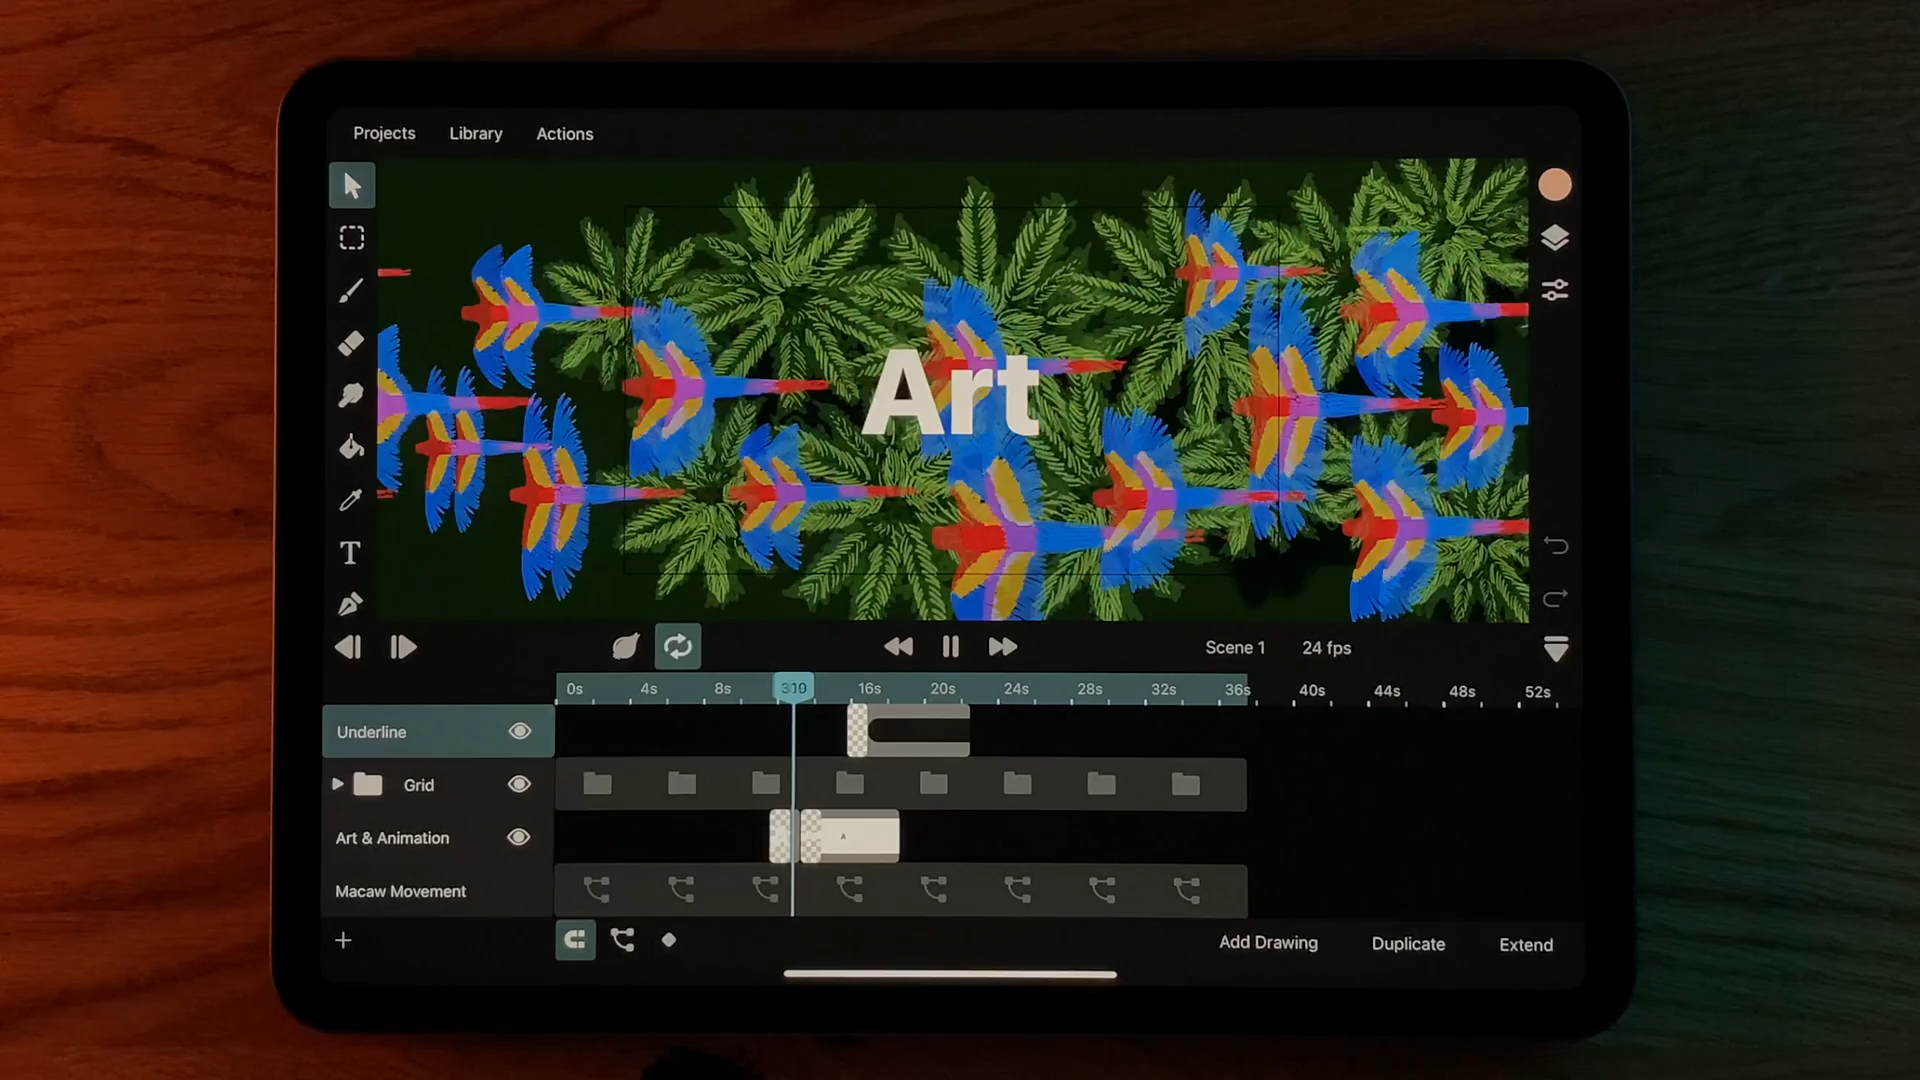 Projects Library Actions
Art
T
Scene 1 24 fps
0s 4s 8s 310 16s 20s 24s 28s 32s 36s 40s 44s 48s 52s
Underline
Grid
Art & Animation
A
Macaw Movement
Add Drawing Duplicate Extend